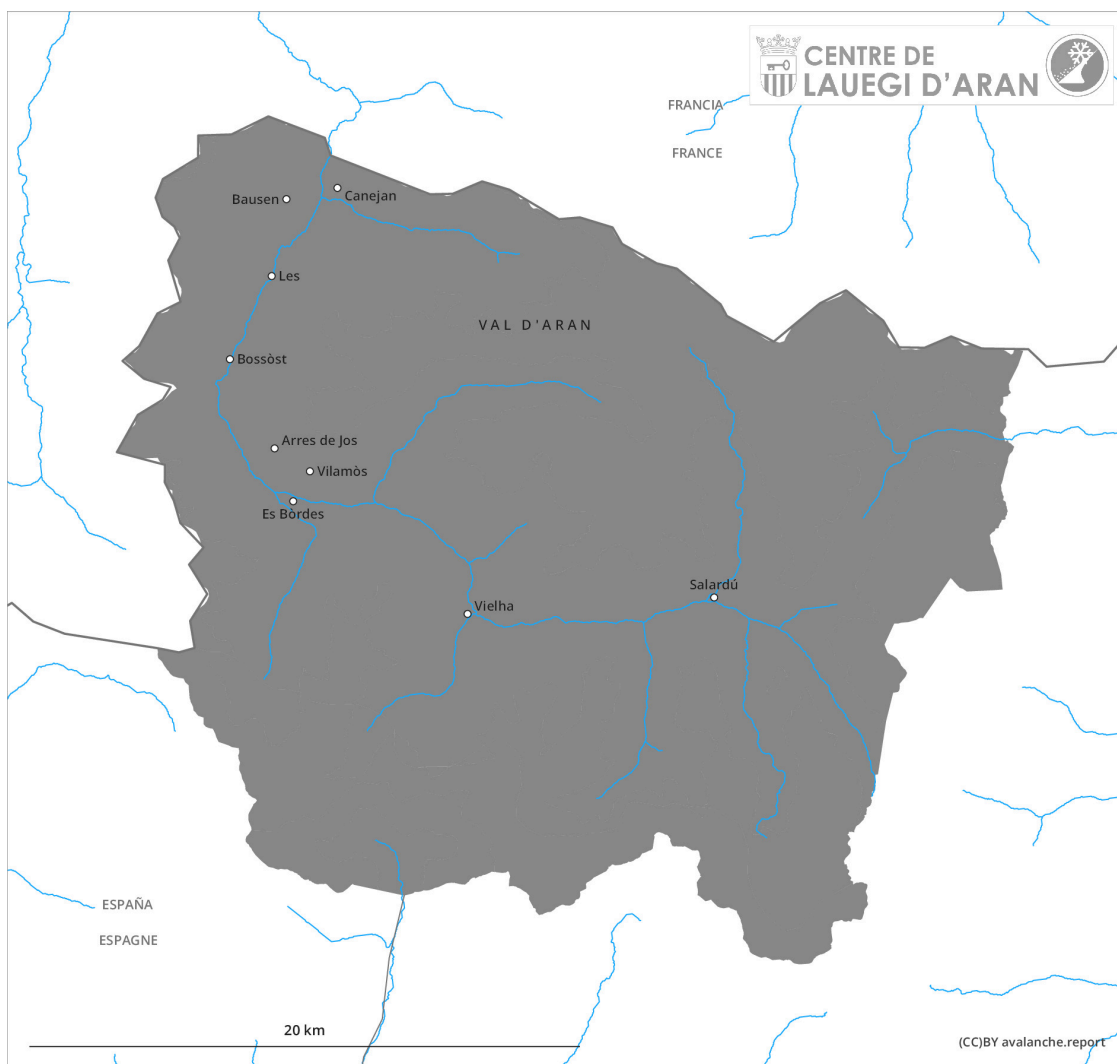 CENTRE DE
LAUEGI D'ARAN
FRANCIA
FRANCE
Canejan
Bausen
Les
VAL D'ARAN
Bossòst
Arres de Jos
Vilamòs
Es Bòrdes
Salardú
Vielha
ESPAÑA
ESPAGNE
20 km
(CC)BY avalanche.report